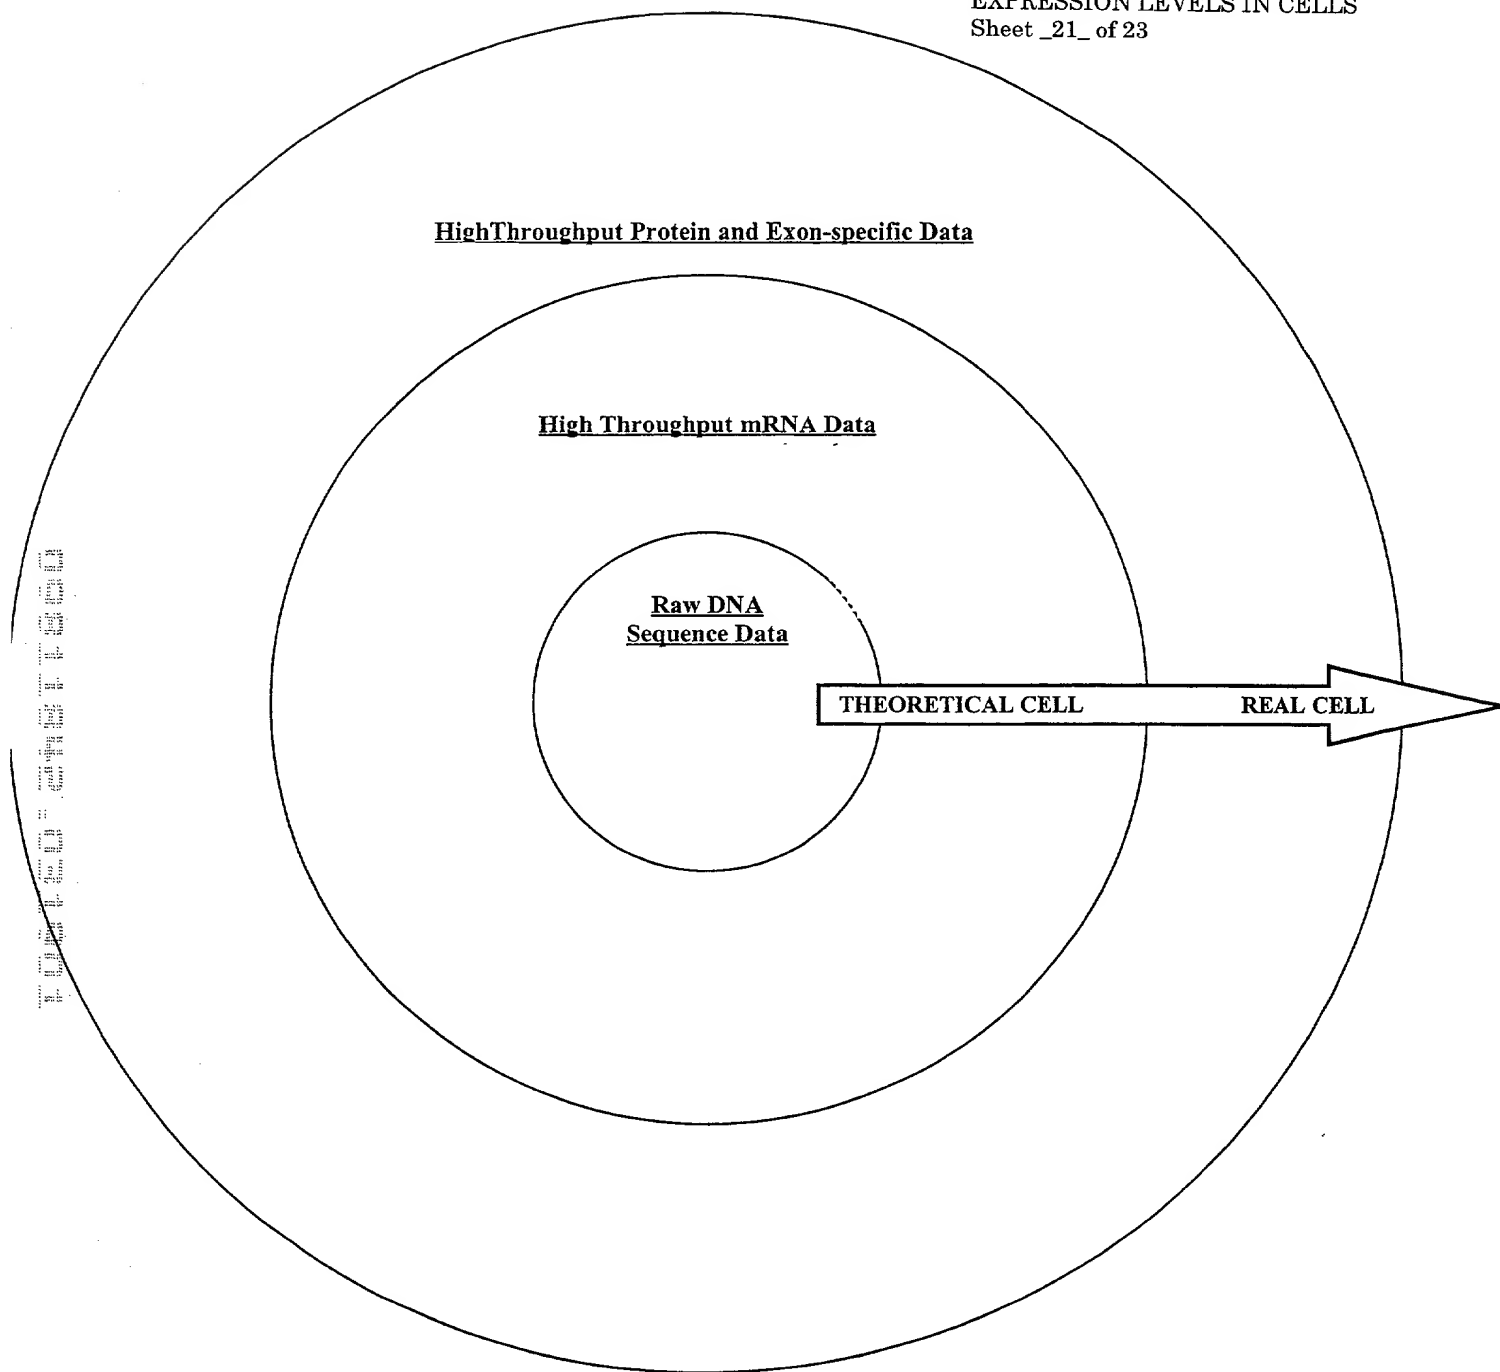 EXPRESSION LEVELS IN CELLS
Sheet _21_ of 23
HighThroughput Protein and Exon-specific Data
High Throughput mRNA Data
Raw DNA
Sequence Data
THEORETICAL CELL REAL CELL